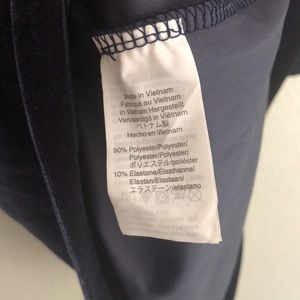 Made in Vietnam
Fabriqué au Vietnam
in Vietnam Hergestellt
Vervaardigd in Vietnam
ベトナム製
Hecho en Vietnam
90% Polyester/Polyester/
Polyester/Polyester/
ポリエステル/poliéster
10% Elastane/Élasthanne/
Elastan/Elastaan/
エラステーン/elastano